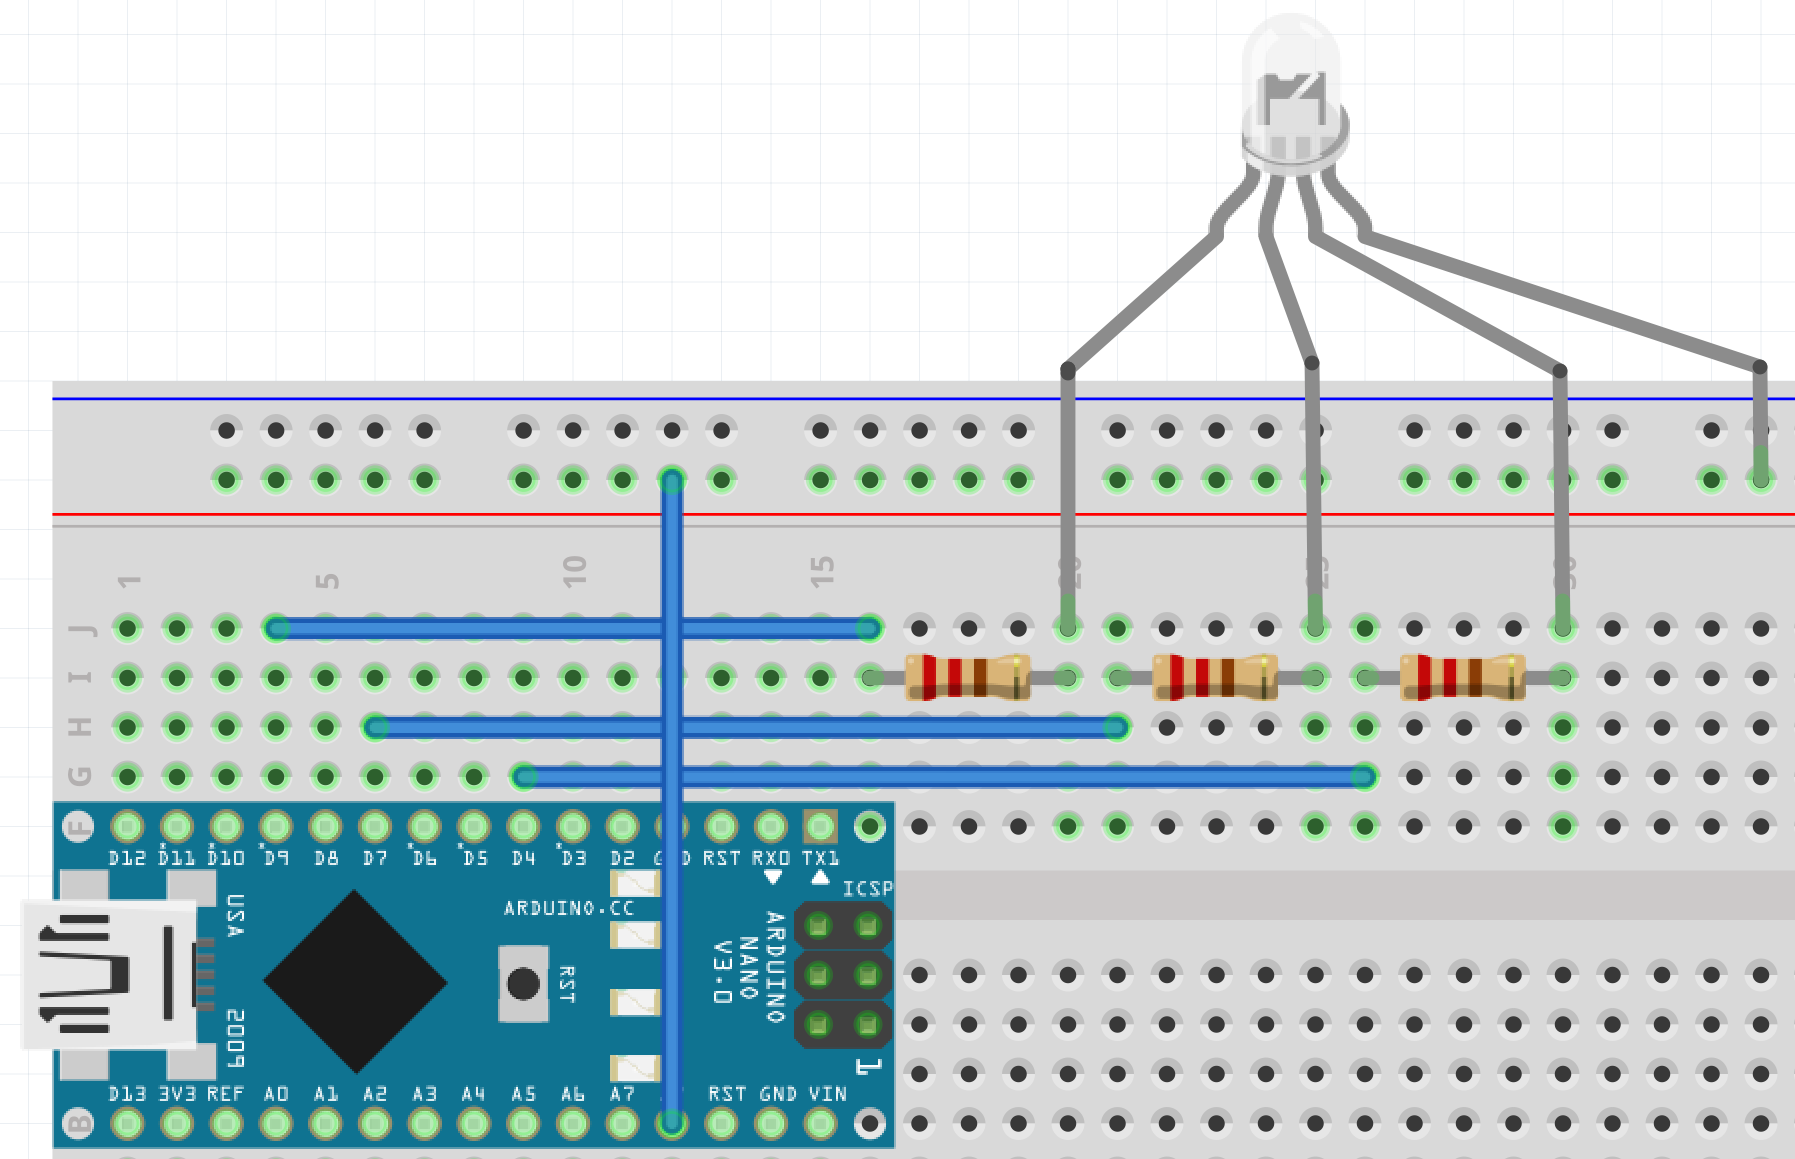 1 5 10 15 20 25 30
J
I
H
G
F
D12 D11 D10 D9 D8 D7 D6 D5 D4 D3 D2 RST RX0 TX1
ICSP
USA
ARDUINO.CC
ARDUINO
NANO
V3.0
RST
2009
1
D13 3V3 REF A0 A1 A2 A3 A4 A5 A6 A7 RST GND VIN
B